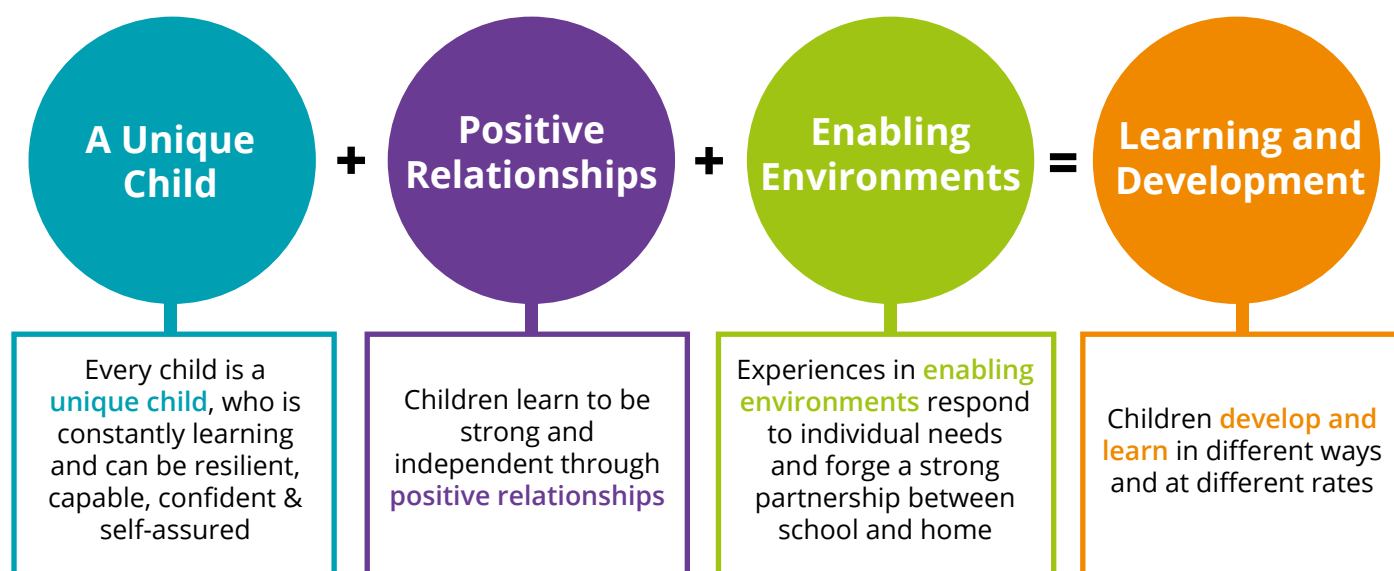 A Unique
Child
+
Positive
Relationships
+
Enabling
Environments
=
Learning and
Development
Every child is a
unique child, who is
constantly learning
and can be resilient,
capable, confident &
self-assured
Children learn to be
strong and
independent through
positive relationships
Experiences in enabling
environments respond
to individual needs
and forge a strong
partnership between
school and home
Children develop and
learn in different ways
and at different rates